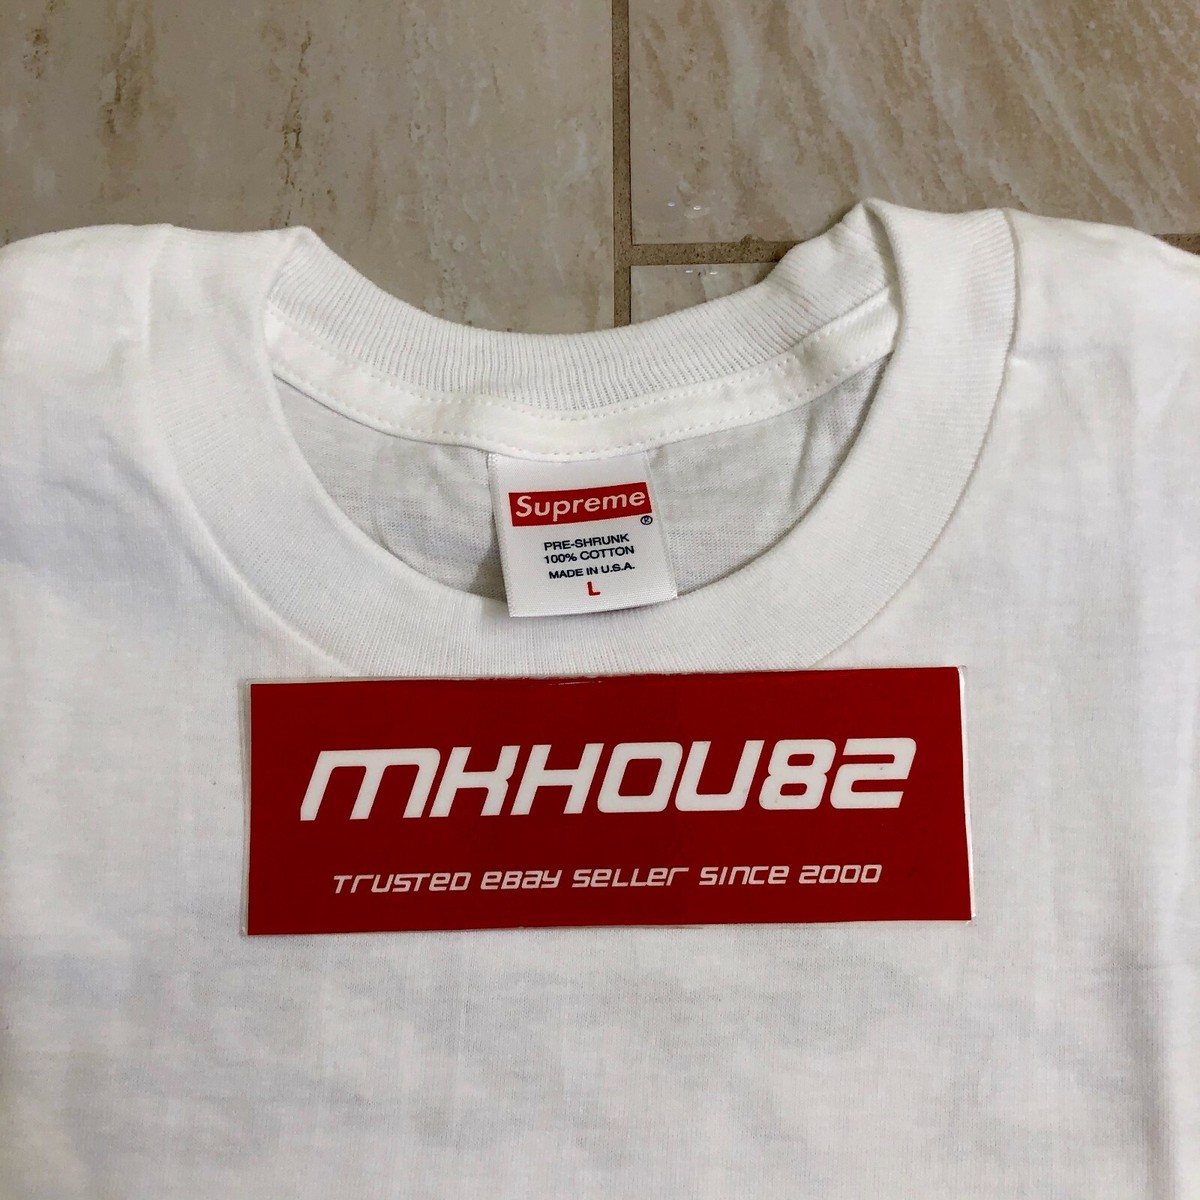 Supreme
®
PRE-SHRUNK
100% COTTON
MADE IN U.S.A.
L
MKHOU82
Trusted eBay Seller Since 2000